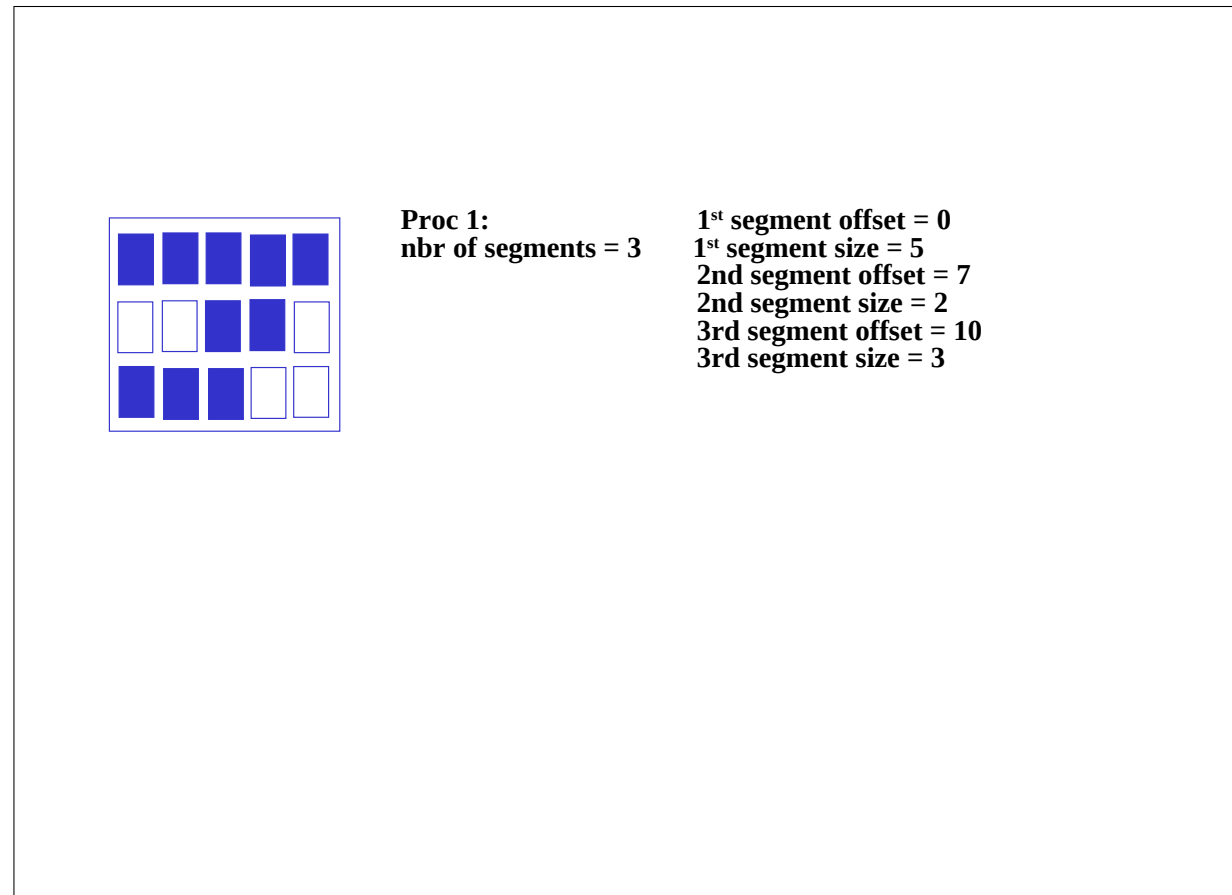 Proc 1:
nbr of segments = 3
1st segment offset = 0
1st segment size = 5
2nd segment offset = 7
2nd segment size = 2
3rd segment offset = 10
3rd segment size = 3